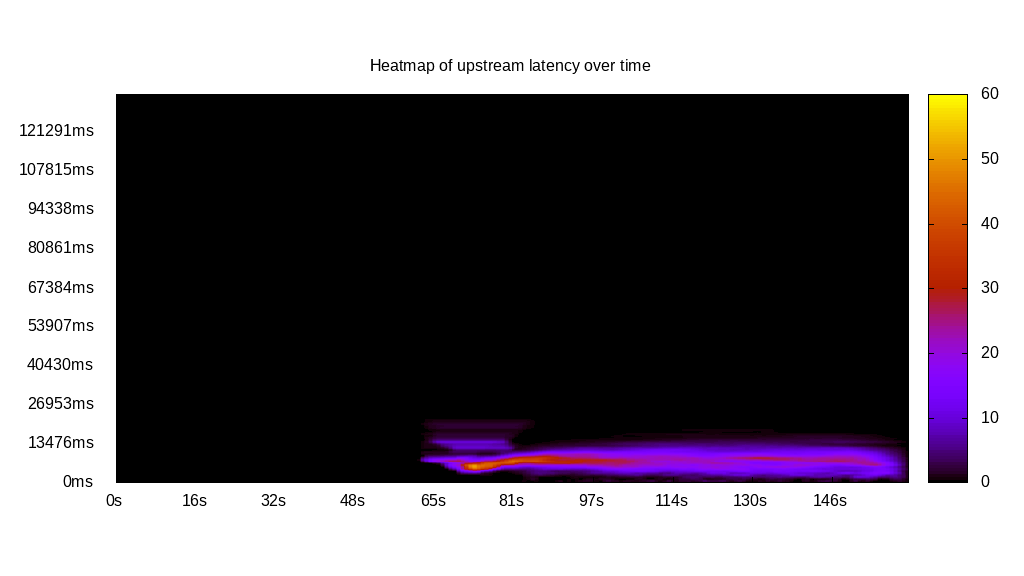 Heatmap of upstream latency over time
121291ms
107815ms
94338ms
80861ms
67384ms
53907ms
40430ms
26953ms
13476ms
0ms
0s 16s 32s 48s 65s 81s 97s 114s 130s 146s
60
50
40
30
20
10
0